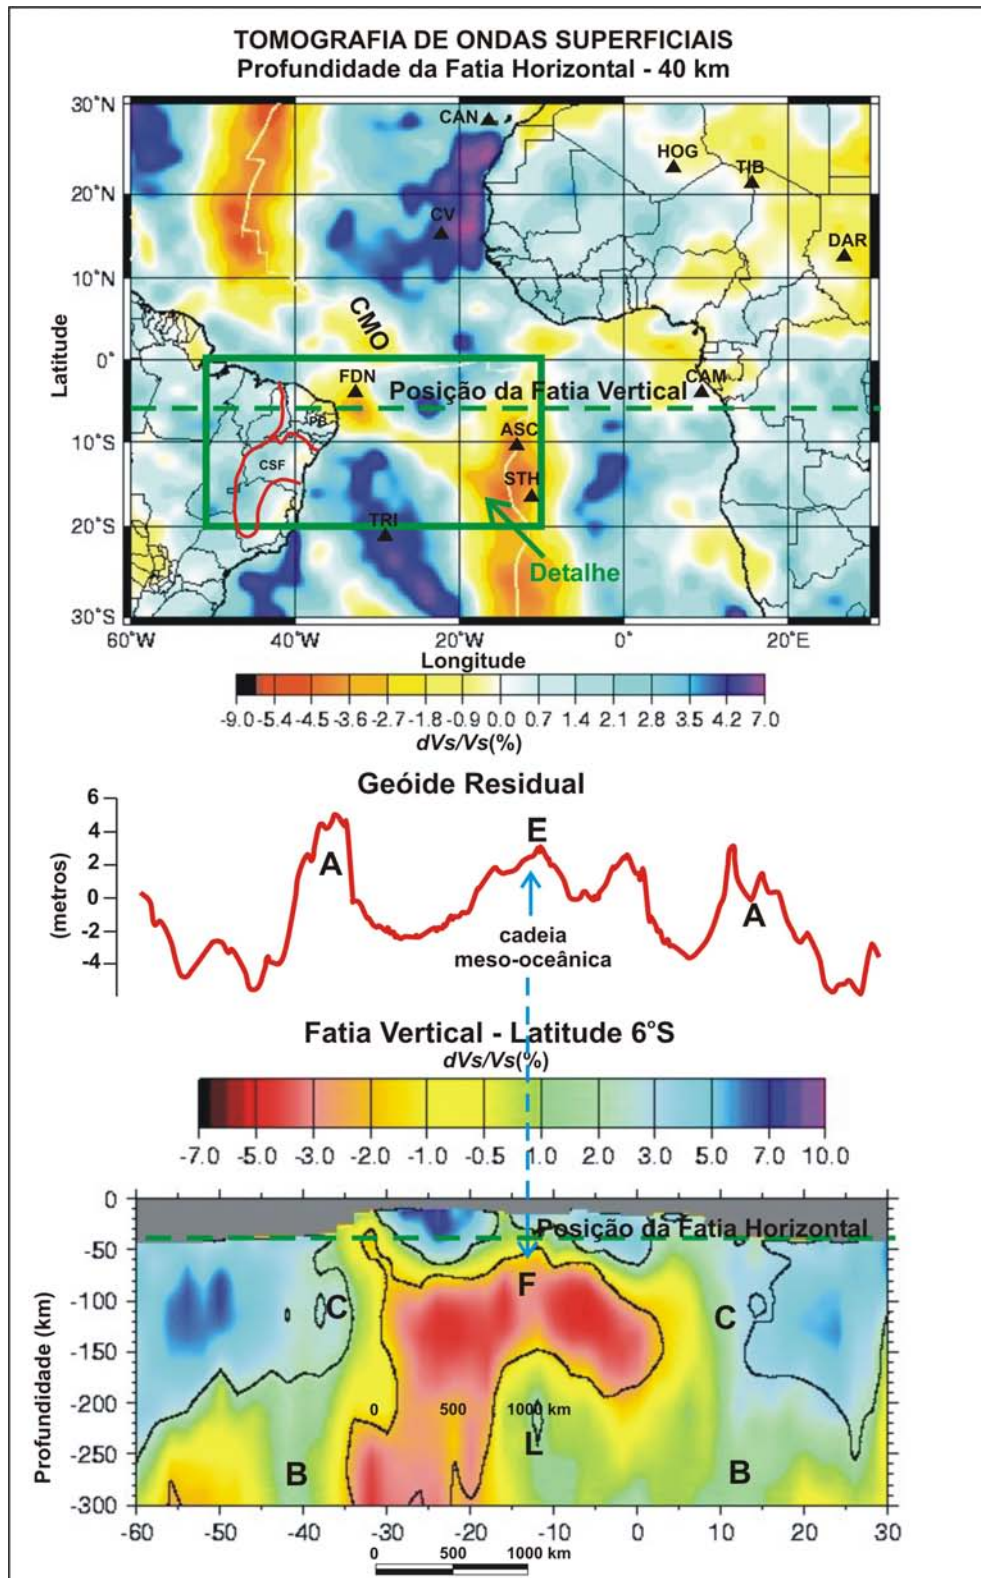 TOMOGRAFIA DE ONDAS SUPERFICIAIS
Profundidade da Fatia Horizontal - 40 km
30°N
20°N
10°N
0°
10°S
20°S
30°S
Latitude
CAN
HOG
TIB
CV
DAR
CMO
FDN
Posição da Fatia Vertical
CAM
PB
ASC
CSF
STH
TRI
Detalhe
60°W 40°W 20°W 0° 20°E
Longitude
-9.0 -5.4 -4.5 -3.6 -2.7 -1.8 -0.9 0.0 0.7 1.4 2.1 2.8 3.5 4.2 7.0
dVs/Vs(%)
Geóide Residual
6
4
2
0
-2
-4
(metros)
A
E
A
cadeia
meso-oceânica
Fatia Vertical - Latitude 6°S
dVs/Vs(%)
-7.0 -5.0 -3.0 -2.0 -1.0 -0.5 1.0 2.0 3.0 5.0 7.0 10.0
0
-50
-100
-150
-200
-250
-300
Profundidade (km)
Posição da Fatia Horizontal
F
C
C
0 500 1000 km
L
B
B
-60 -50 -40 -30 -20 -10 0 10 20 30
0 500 1000 km